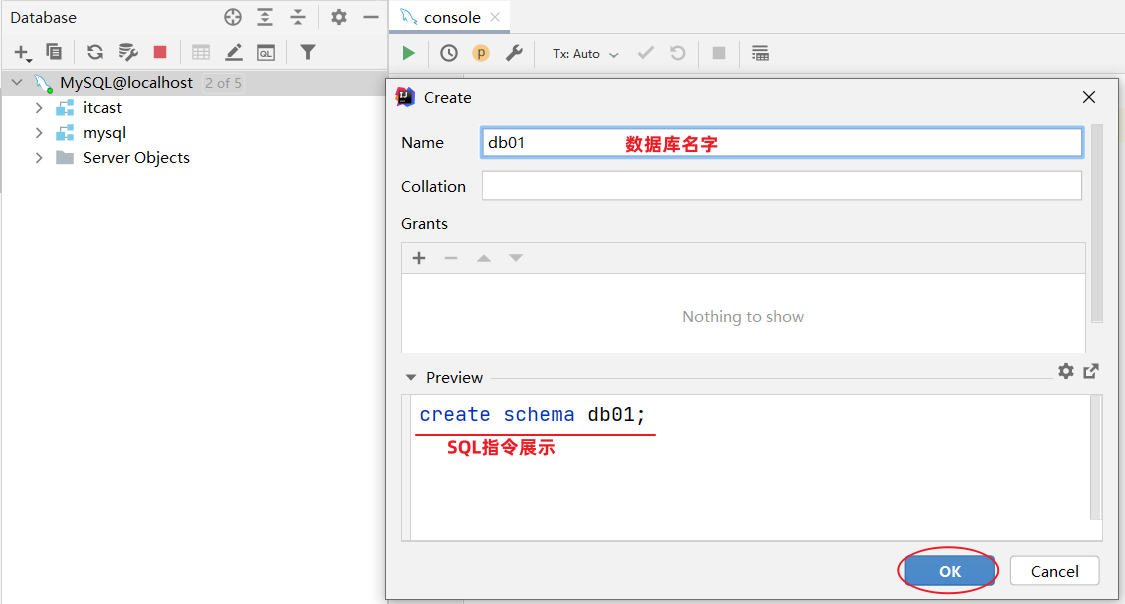 Database
console
Tx: Auto
MySQL@localhost 2 of 5
itcast
mysql
Server Objects
Create
Name db01 数据库名字
Collation
Grants
Nothing to show
Preview
create schema db01;
SQL指令展示
OK Cancel